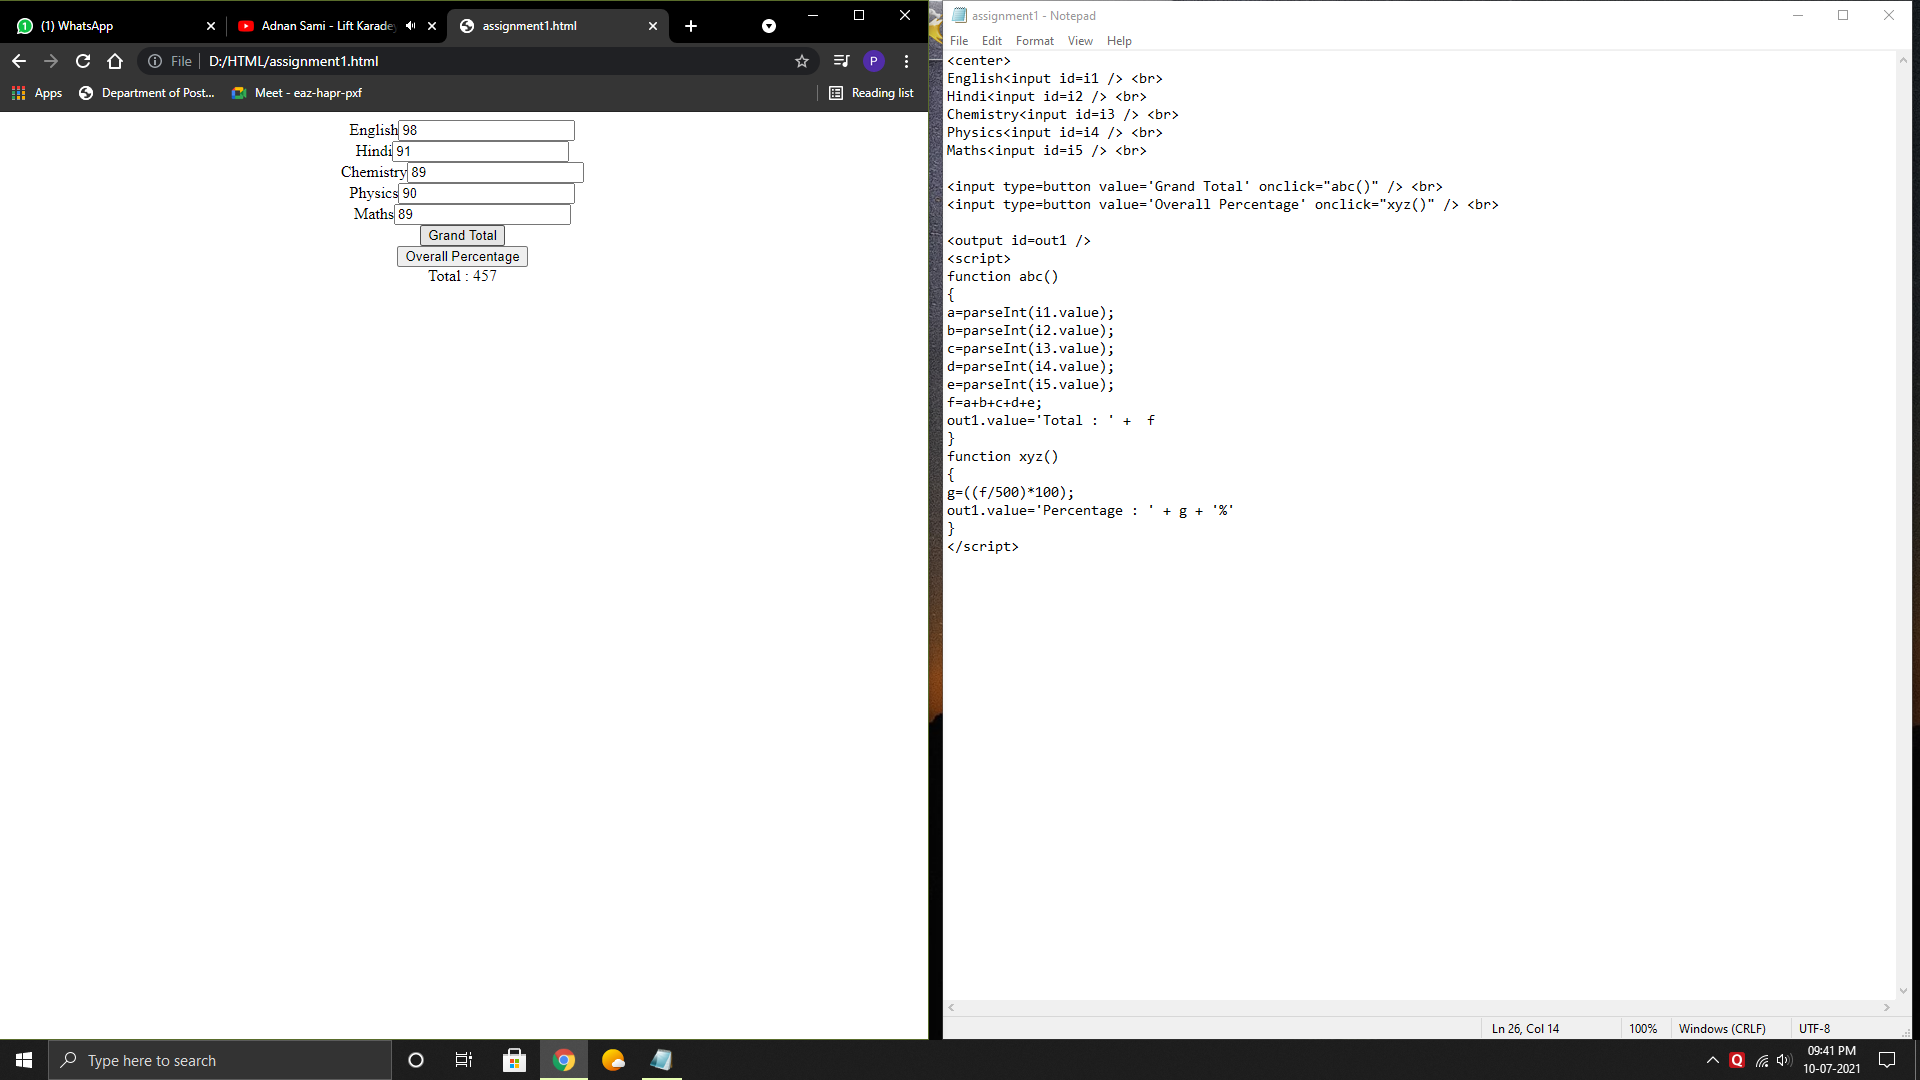 (1) WhatsApp
Adnan Sami - Lift Karade
assignment1.html
File
D:/HTML/assignment1.html
P
Apps
Department of Post...
Meet - eaz-hapr-pxf
Reading list
English 98
Hindi 91
Chemistry 89
Physics 90
Maths 89
Grand Total
Overall Percentage
Total : 457
assignment1 - Notepad
File Edit Format View Help
<center>
English<input id=i1 /> <br>
Hindi<input id=i2 /> <br>
Chemistry<input id=i3 /> <br>
Physics<input id=i4 /> <br>
Maths<input id=i5 /> <br>
<input type=button value='Grand Total' onclick="abc()" /> <br>
<input type=button value='Overall Percentage' onclick="xyz()" /> <br>
<output id=out1 />
<script>
function abc()
{
a=parseInt(i1.value);
b=parseInt(i2.value);
c=parseInt(i3.value);
d=parseInt(i4.value);
e=parseInt(i5.value);
f=a+b+c+d+e;
out1.value='Total : ' +  f
}
function xyz()
{
g=((f/500)*100);
out1.value='Percentage : ' + g + '%'
}
</script>
Ln 26, Col 14
100%
Windows (CRLF)
UTF-8
Type here to search
Q
09:41 PM
10-07-2021